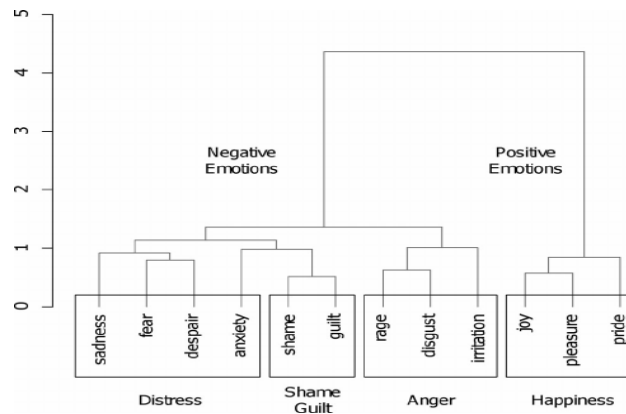 5
4
3
2
1
0
Negative
Emotions
Positive
Emotions
sadness
fear
despair
anxiety
shame
guilt
rage
disgust
irritation
joy
pleasure
pride
Distress
Shame
Guilt
Anger
Happiness